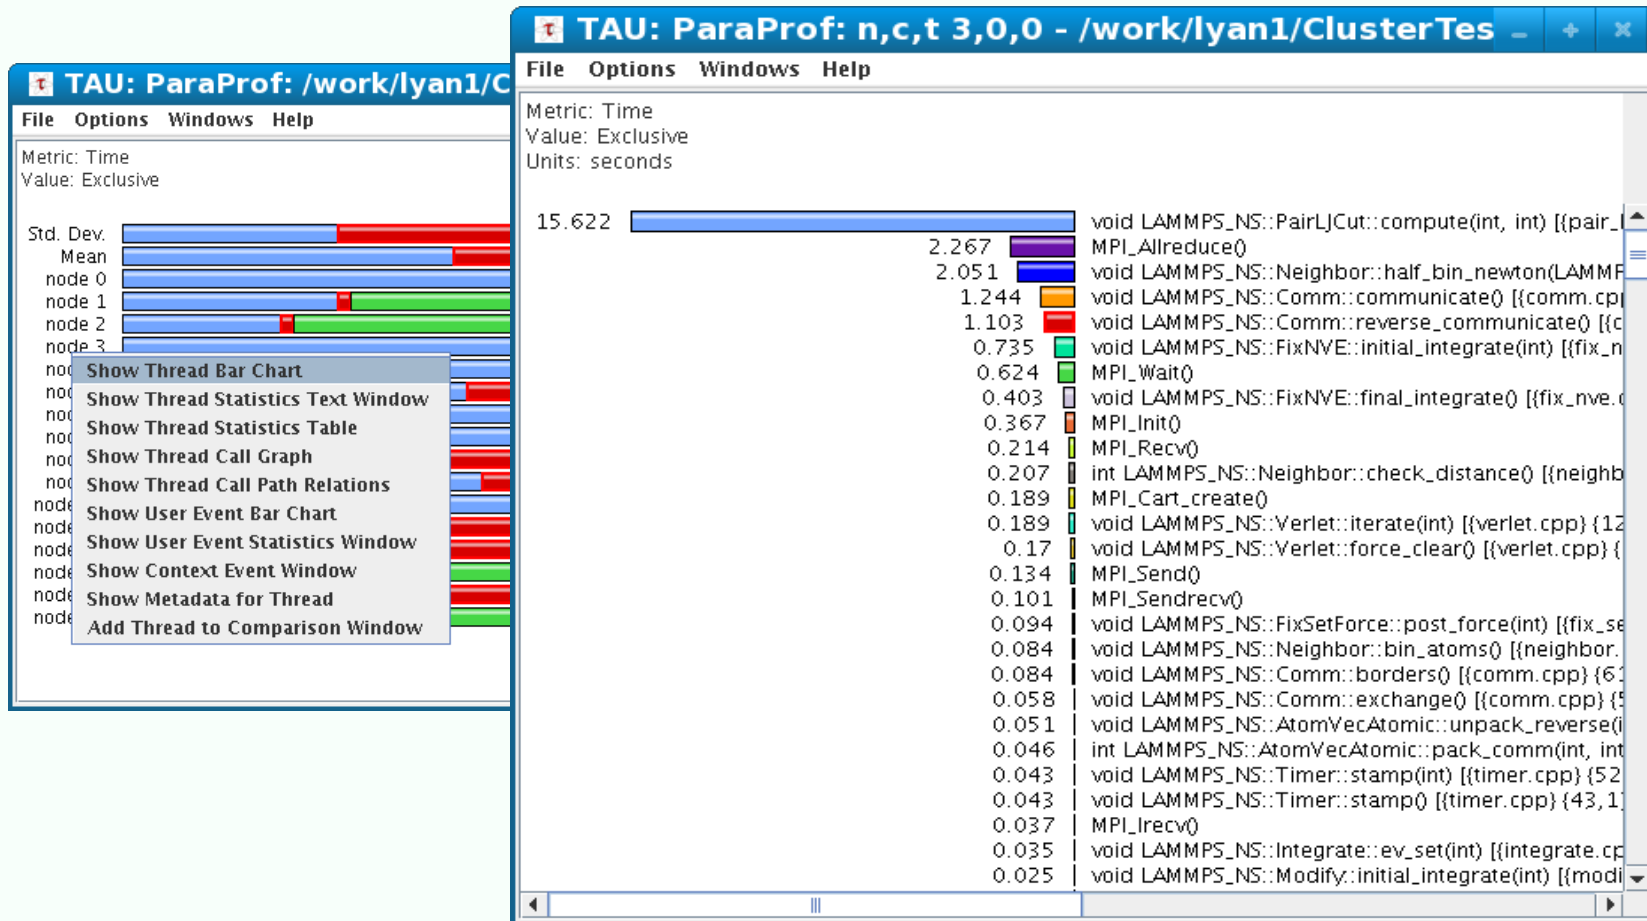 TAU: ParaProf: /work/lyan1/C
File Options Windows Help
Metric: Time
Value: Exclusive
Std. Dev.
Mean
node 0
node 1
node 2
node 3
Show Thread Bar Chart
Show Thread Statistics Text Window
Show Thread Statistics Table
Show Thread Call Graph
Show Thread Call Path Relations
Show User Event Bar Chart
Show User Event Statistics Window
Show Context Event Window
Show Metadata for Thread
Add Thread to Comparison Window
TAU: ParaProf: n,c,t 3,0,0 - /work/lyan1/ClusterTes
File Options Windows Help
Metric: Time
Value: Exclusive
Units: seconds
15.622 void LAMMPS_NS::PairLJCut::compute(int, int) [{pair_l
2.267 MPI_Allreduce()
2.051 void LAMMPS_NS::Neighbor::half_bin_newton(LAMMP
1.244 void LAMMPS_NS::Comm::communicate() [{comm.cpp
1.103 void LAMMPS_NS::Comm::reverse_communicate() [{c
0.735 void LAMMPS_NS::FixNVE::initial_integrate(int) [{fix_n
0.624 MPI_Wait()
0.403 void LAMMPS_NS::FixNVE::final_integrate() [{fix_nve.c
0.367 MPI_Init()
0.214 MPI_Recv()
0.207 int LAMMPS_NS::Neighbor::check_distance() [{neighb
0.189 MPI_Cart_create()
0.189 void LAMMPS_NS::Verlet::iterate(int) [{verlet.cpp} {12
0.17 void LAMMPS_NS::Verlet::force_clear() [{verlet.cpp} {
0.134 MPI_Send()
0.101 MPI_Sendrecv()
0.094 void LAMMPS_NS::FixSetForce::post_force(int) [{fix_se
0.084 void LAMMPS_NS::Neighbor::bin_atoms() [{neighbor.
0.084 void LAMMPS_NS::Comm::borders() [{comm.cpp} {61
0.058 void LAMMPS_NS::Comm::exchange() [{comm.cpp} {5
0.051 void LAMMPS_NS::AtomVecAtomic::unpack_reverse(i
0.046 int LAMMPS_NS::AtomVecAtomic::pack_comm(int, int
0.043 void LAMMPS_NS::Timer::stamp(int) [{timer.cpp} {52
0.043 void LAMMPS_NS::Timer::stamp() [{timer.cpp} {43,1
0.037 MPI_Irecv()
0.035 void LAMMPS_NS::Integrate::ev_set(int) [{integrate.cp
0.025 void LAMMPS_NS::Modify::initial_integrate(int) [{modi